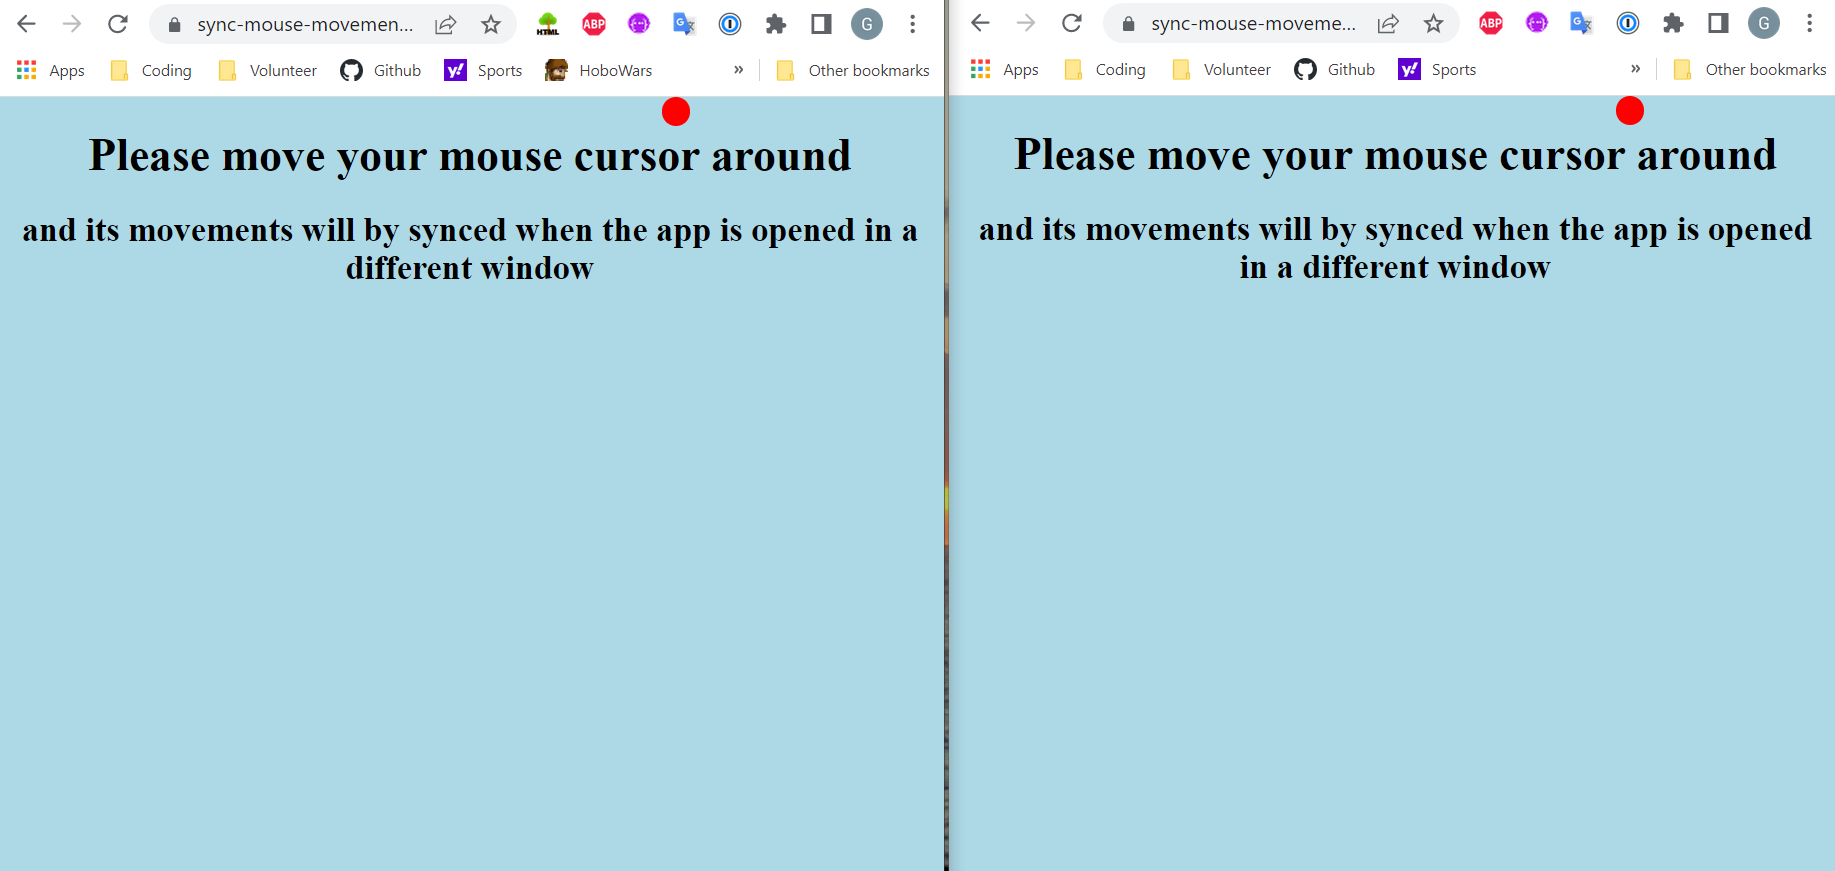 sync-mouse-movemen...
HTML
ABP
G
G
Apps
Coding
Volunteer
Github
y!
Sports
HoboWars
»
Other bookmarks
Please move your mouse cursor around
and its movements will by synced when the app is opened in a
different window
sync-mouse-moveme...
ABP
G
G
Apps
Coding
Volunteer
Github
y!
Sports
»
Other bookmarks
Please move your mouse cursor around
and its movements will by synced when the app is opened
in a different window